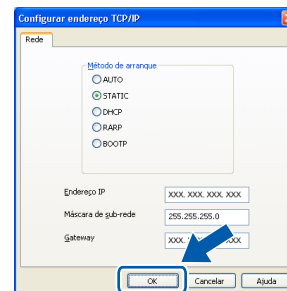 Configurar endereço TCP/IP
Rede
Método de arranque
AUTO
STATIC
DHCP
RARP
BOOTP
Endereço IP XXX. XXX. XXX. XXX
Máscara de sub-rede 255.255.255.0
Gateway XXX.
OK Cancelar Ajuda